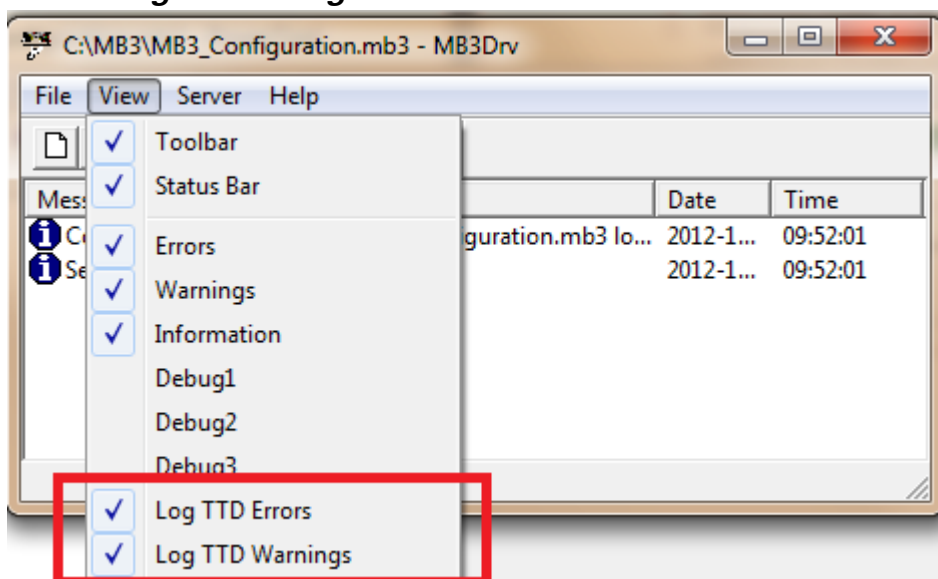 C:\MB3\MB3_Configuration.mb3 - MB3Drv
File View Server Help
Toolbar
Status Bar
Date Time
Errors
guration.mb3 lo... 2012-1... 09:52:01
Warnings
2012-1... 09:52:01
Information
Debug1
Debug2
Debug3
Log TTD Errors
Log TTD Warnings